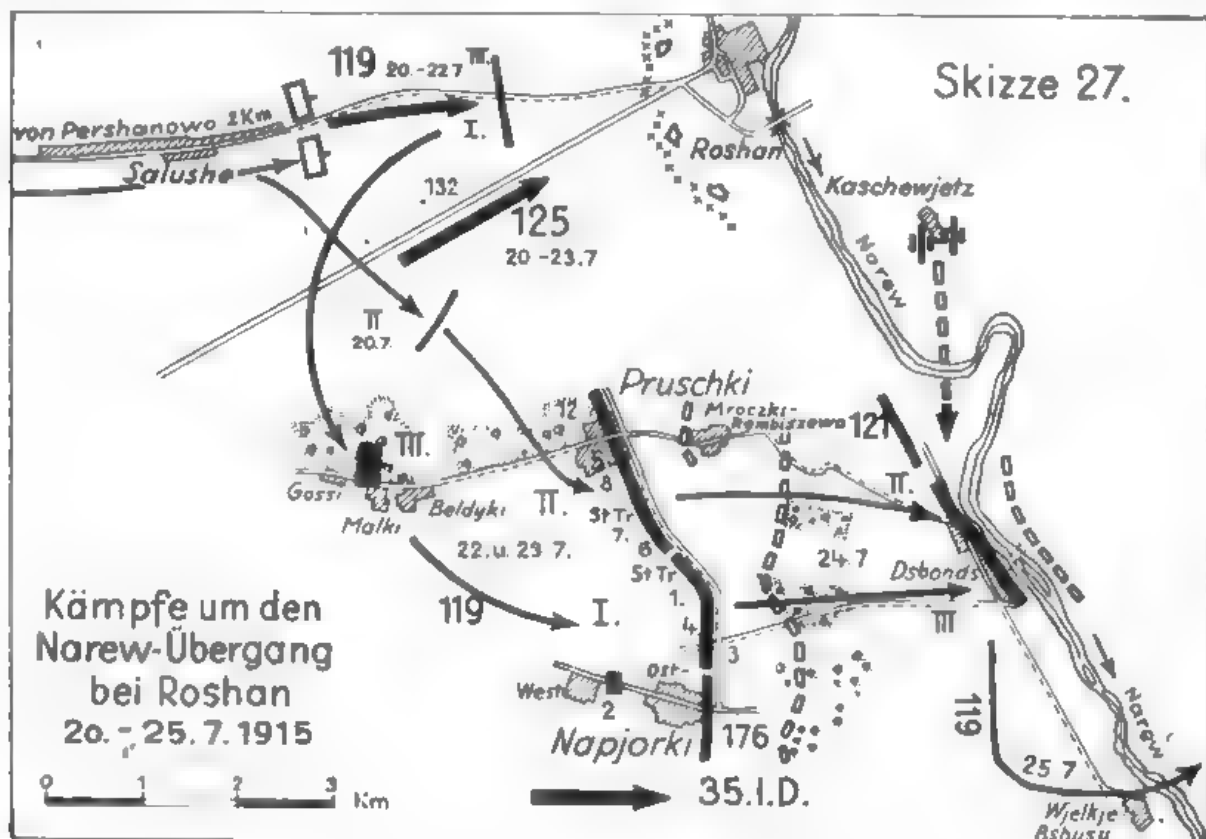 Skizze 27.
119 20.-22.7 III.
von Pershanowo 2Km
I.
Salushe
Roshan
132
Kaschewjetz
125
20-23.7
Narew
II
20.7.
Pruschki
12
Mroczki-
Rembiszewo
121
III.
5
8
II.
II.
Gossi
Beldyki
St Tr
7.
Malki
6
22. u. 23 7.
24.7
Dsbonds
St Tr
1.
119
I.
4
3
III
Kämpfe um den
Narew-Übergang
bei Roshan
20.-25.7.1915
West-
2
Ost-
Napjorki
176
119
Narew
25.7
0 1 2 3
Km
35.I.D.
Wjelkje